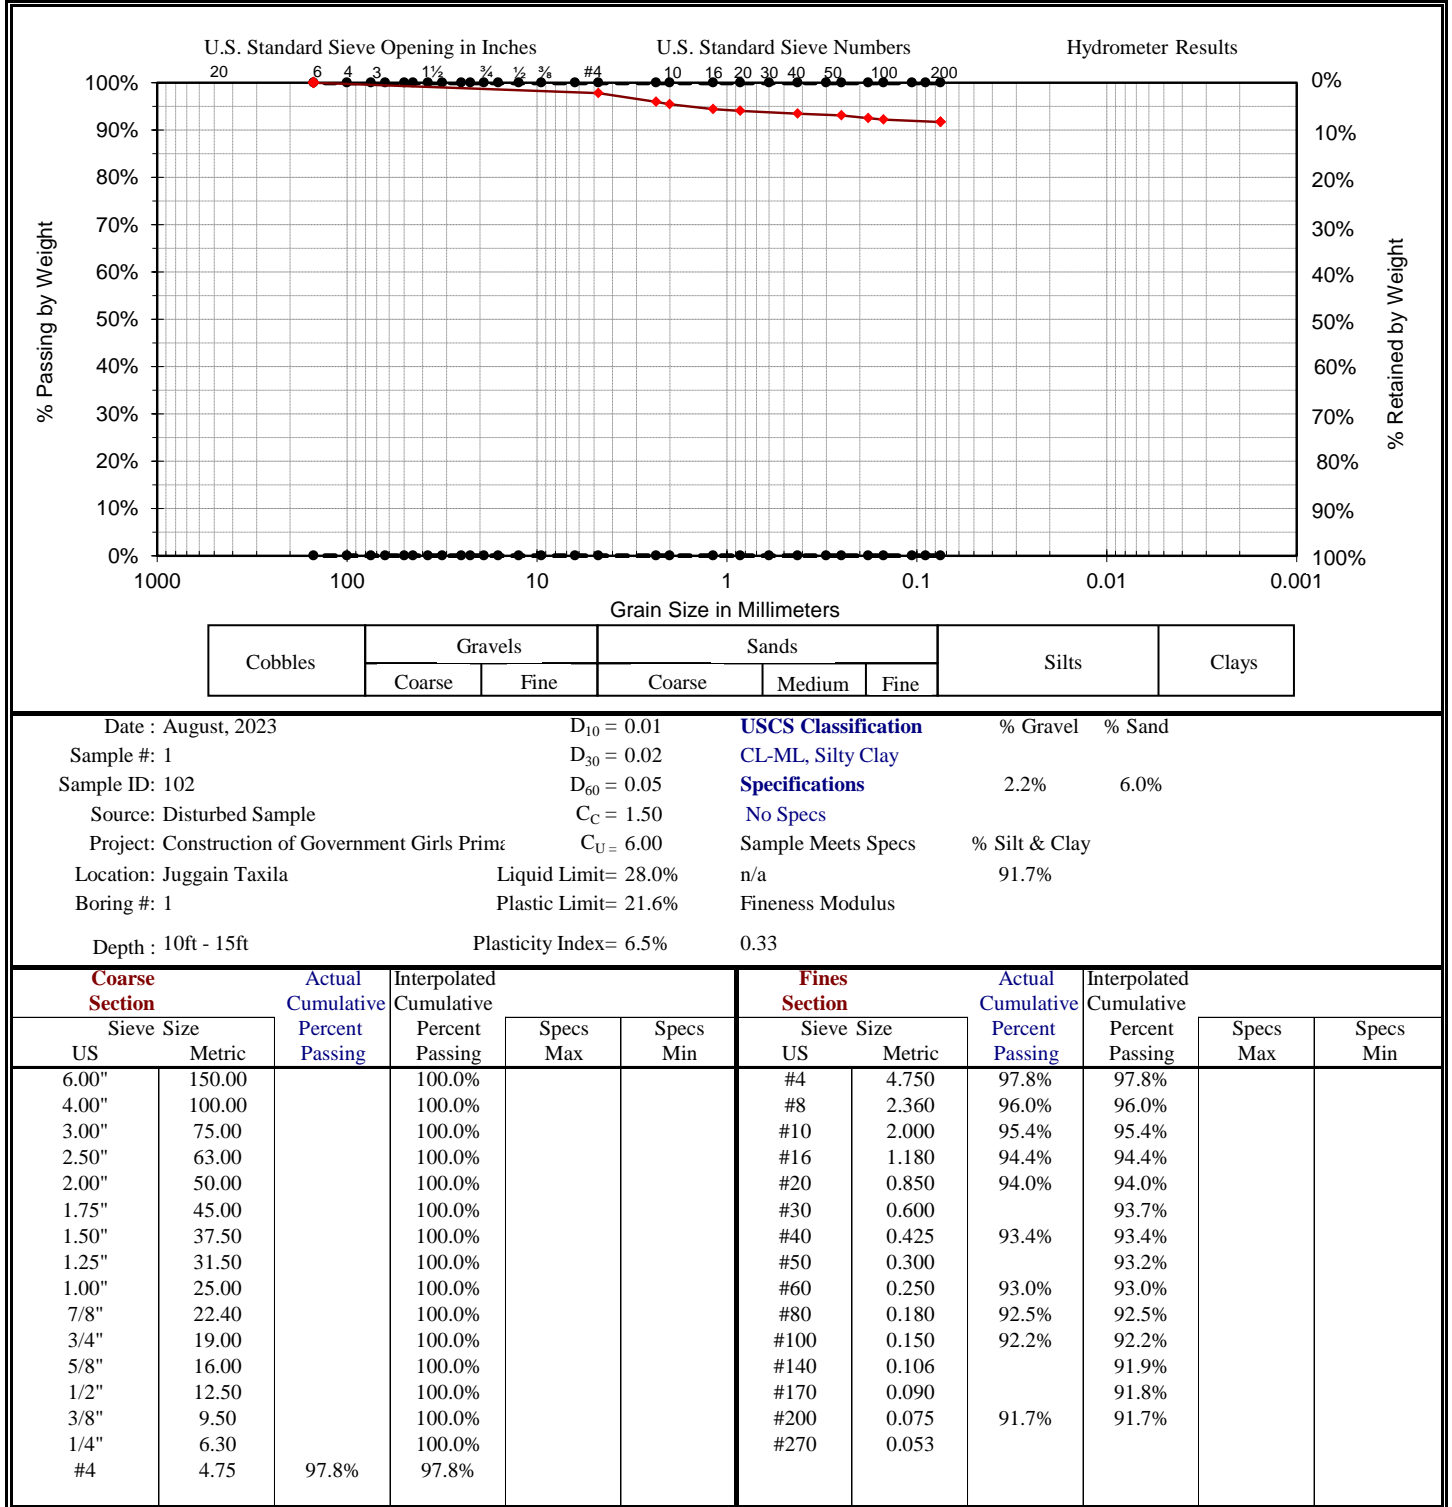 U.S. Standard Sieve Opening in Inches U.S. Standard Sieve Numbers Hydrometer Results
20 6 4 3 1½ ¾ ½ ⅜ #4 10 16 20 30 40 50 100 200
100% 0%
90% 10%
80% 20%
70% 30%
60% 40%
50% 50%
40% 60%
30% 70%
20% 80%
10% 90%
0% 100%
% Passing by Weight
% Retained by Weight
1000 100 10 1 0.1 0.01 0.001
Grain Size in Millimeters
Cobbles Gravels Sands Silts Clays
Coarse Fine Coarse Medium Fine
Date : August, 2023 D10 = 0.01 USCS Classification % Gravel % Sand
Sample #: 1 D30 = 0.02 CL-ML, Silty Clay
Sample ID: 102 D60 = 0.05 Specifications 2.2% 6.0%
Source: Disturbed Sample CC = 1.50 No Specs
Project: Construction of Government Girls Prima CU = 6.00 Sample Meets Specs % Silt & Clay
Location: Juggain Taxila Liquid Limit= 28.0% n/a 91.7%
Boring #: 1 Plastic Limit= 21.6% Fineness Modulus
Depth : 10ft - 15ft Plasticity Index= 6.5% 0.33
Coarse Actual Interpolated Fines Actual Interpolated
Section Cumulative Cumulative Section Cumulative Cumulative
Sieve Size Percent Percent Specs Specs Sieve Size Percent Percent Specs Specs
US Metric Passing Passing Max Min US Metric Passing Passing Max Min
6.00" 150.00 100.0% #4 4.750 97.8% 97.8%
4.00" 100.00 100.0% #8 2.360 96.0% 96.0%
3.00" 75.00 100.0% #10 2.000 95.4% 95.4%
2.50" 63.00 100.0% #16 1.180 94.4% 94.4%
2.00" 50.00 100.0% #20 0.850 94.0% 94.0%
1.75" 45.00 100.0% #30 0.600 93.7%
1.50" 37.50 100.0% #40 0.425 93.4% 93.4%
1.25" 31.50 100.0% #50 0.300 93.2%
1.00" 25.00 100.0% #60 0.250 93.0% 93.0%
7/8" 22.40 100.0% #80 0.180 92.5% 92.5%
3/4" 19.00 100.0% #100 0.150 92.2% 92.2%
5/8" 16.00 100.0% #140 0.106 91.9%
1/2" 12.50 100.0% #170 0.090 91.8%
3/8" 9.50 100.0% #200 0.075 91.7% 91.7%
1/4" 6.30 100.0% #270 0.053
#4 4.75 97.8% 97.8%